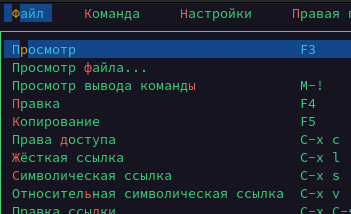 Файл Команда Настройки Правая
Просмотр F3
Просмотр файла...
Просмотр вывода команды M-!
Правка F4
Копирование F5
Права доступа C-x c
Жёсткая ссылка C-x l
Символическая ссылка C-x s
Относительная символическая ссылка C-x v
Правка ссылки C-x C-s